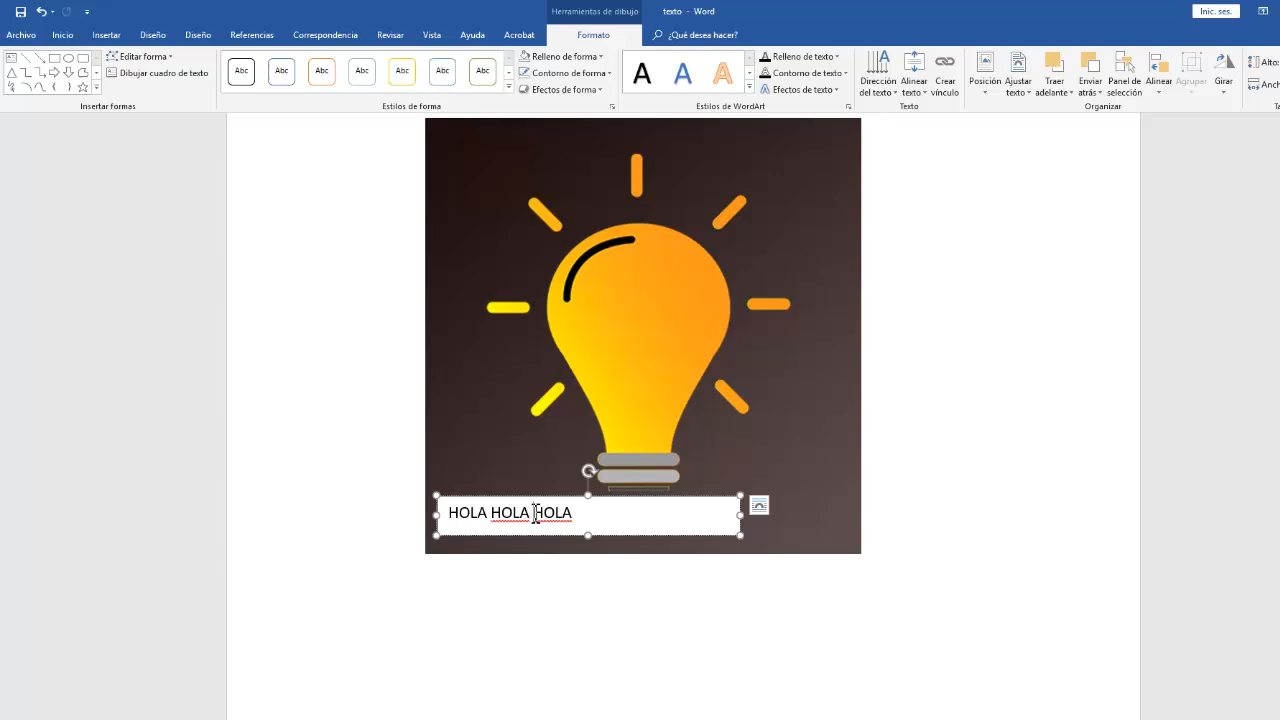 Herramientas de dibujo
texto - Word
Inic. ses.
Archivo Inicio Insertar Diseño Diseño Referencias Correspondencia Revisar Vista Ayuda Acrobat Formato ¿Qué desea hacer?
Editar forma
Dibujar cuadro de texto
Insertar formas
Abc Abc Abc Abc Abc Abc Abc
Relleno de forma
Contorno de forma
Efectos de forma
Estilos de forma
A A A
Relleno de texto
Contorno de texto
Efectos de texto
Estilos de WordArt
Dirección del texto
Alinear texto
Crear vínculo
Texto
Posición
Ajustar texto
Traer adelante
Enviar atrás
Panel de selección
Alinear
Agrupar
Girar
Organizar
HOLA HOLA HOLA